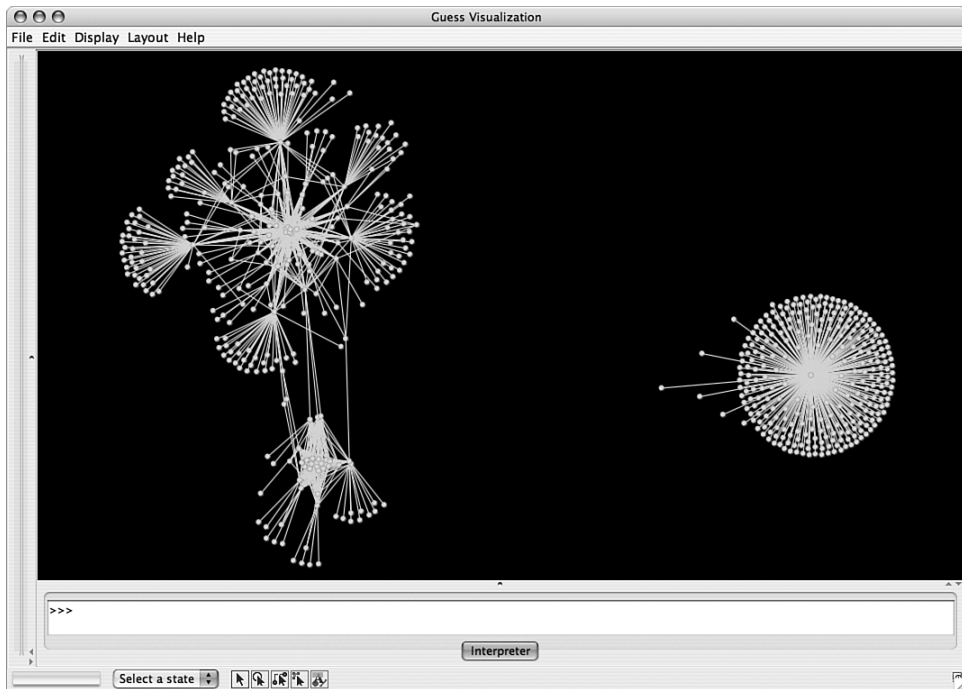 Guess Visualization
File Edit Display Layout Help
>>>
Interpreter
Select a state